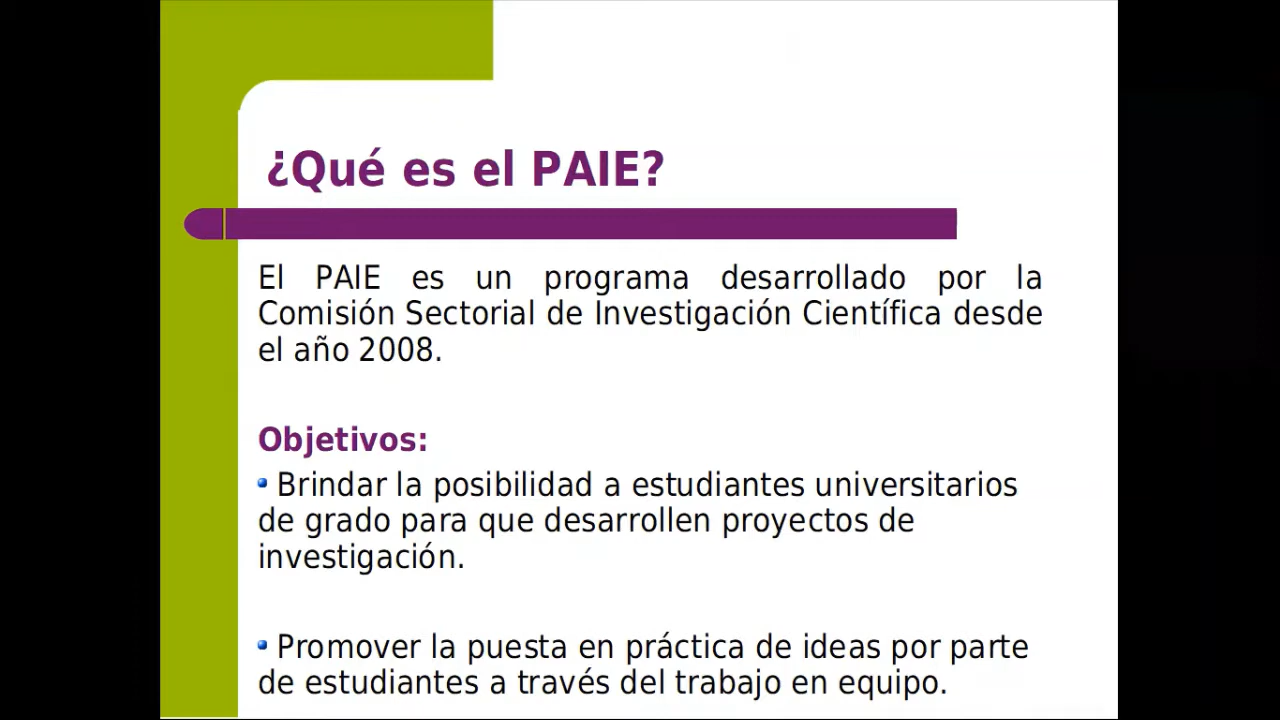 ¿Qué es el PAIE?
El PAIE es un programa desarrollado por la
Comisión Sectorial de Investigación Científica desde
el año 2008.
Objetivos:
• Brindar la posibilidad a estudiantes universitarios
de grado para que desarrollen proyectos de
investigación.
• Promover la puesta en práctica de ideas por parte
de estudiantes a través del trabajo en equipo.